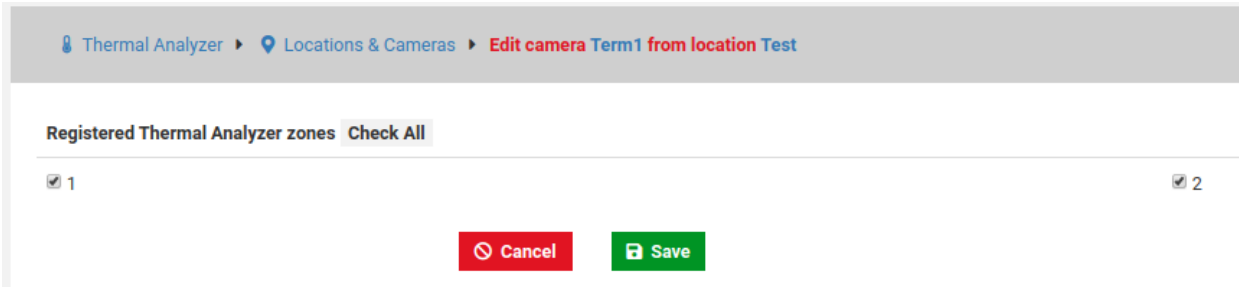 Thermal Analyzer Locations & Cameras Edit camera Term1 from location Test
Registered Thermal Analyzer zones Check All
1 2
Cancel Save